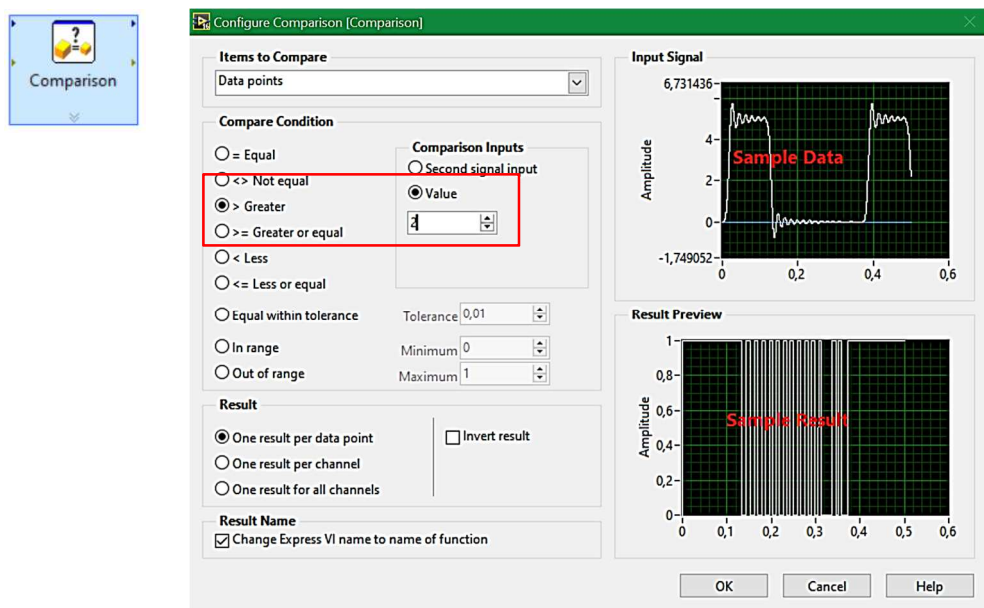 Comparison
Configure Comparison [Comparison]
Items to Compare
Data points
Compare Condition
= Equal
<> Not equal
> Greater
>= Greater or equal
< Less
<= Less or equal
Equal within tolerance
In range
Out of range
Comparison Inputs
Second signal input
Value
2
Tolerance 0,01
Minimum 0
Maximum 1
Result
One result per data point
One result per channel
One result for all channels
Invert result
Result Name
Change Express VI name to name of function
Input Signal
6,731436
4
2
0
-1,749052
Amplitude
Sample Data
0 0,2 0,4 0,6
Result Preview
1
0,8
0,6
0,4
0,2
0
Amplitude
Sample Result
0 0,1 0,2 0,3 0,4 0,5 0,6
OK Cancel Help